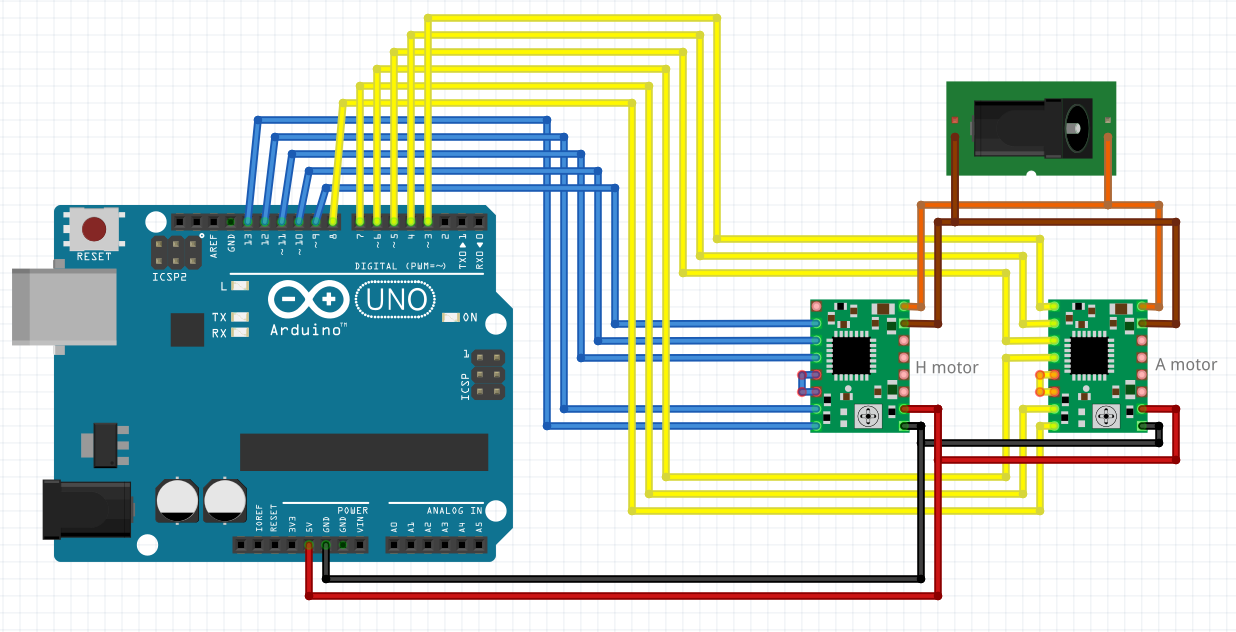 RESET
ICSP2
AREF
GND
13
12
~11
~10
~9
8
7
~6
~5
4
~3
2
TX0▶1
RX0◀0
DIGITAL (PWM=~)
L
TX
RX
Arduino™
UNO
ON
1
ICSP
H motor
A motor
IOREF
RESET
3V3
5V
GND
GND
VIN
POWER
ANALOG IN
A0
A1
A2
A3
A4
A5